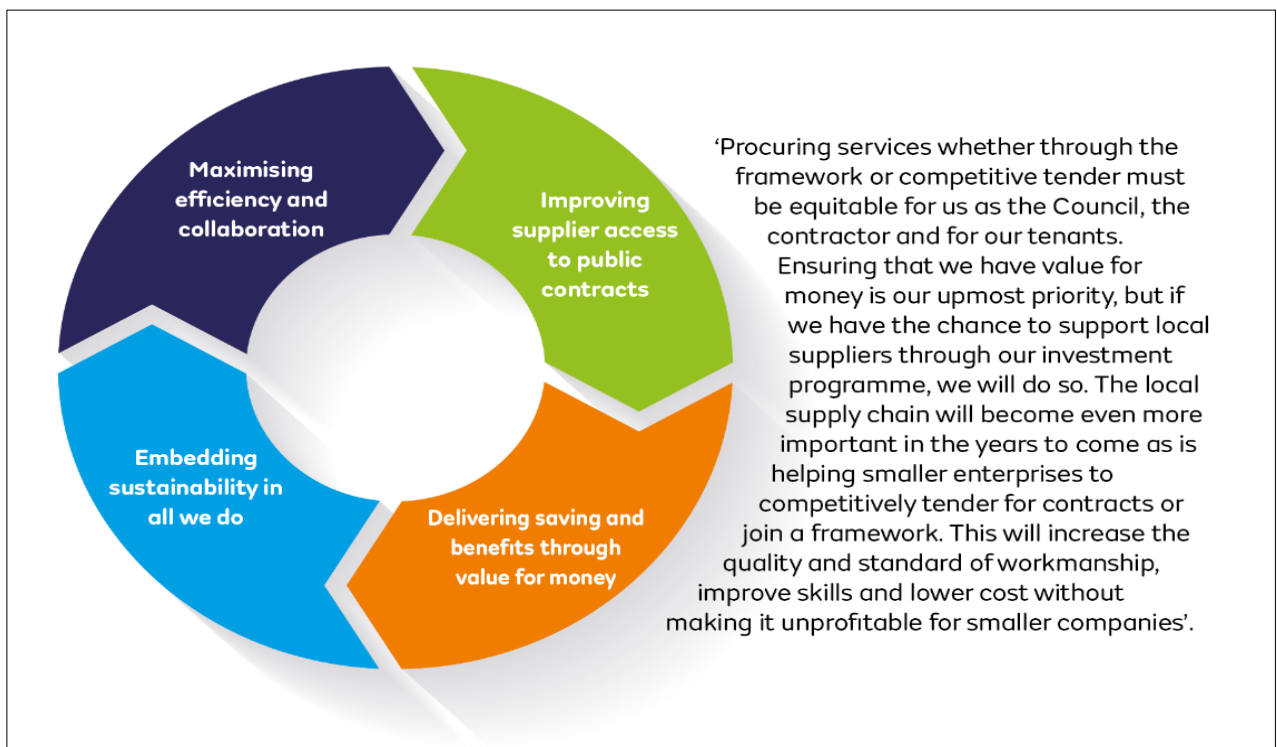 Maximising
efficiency and
collaboration
Improving
supplier access
to public
contracts
Embedding
sustainability in
all we do
Delivering saving and
benefits through
value for money
‘Procuring services whether through the
framework or competitive tender must
be equitable for us as the Council, the
contractor and for our tenants.
Ensuring that we have value for
money is our upmost priority, but if
we have the chance to support local
suppliers through our investment
programme, we will do so. The local
supply chain will become even more
important in the years to come as is
helping smaller enterprises to
competitively tender for contracts or
join a framework. This will increase the
quality and standard of workmanship,
improve skills and lower cost without
making it unprofitable for smaller companies’.